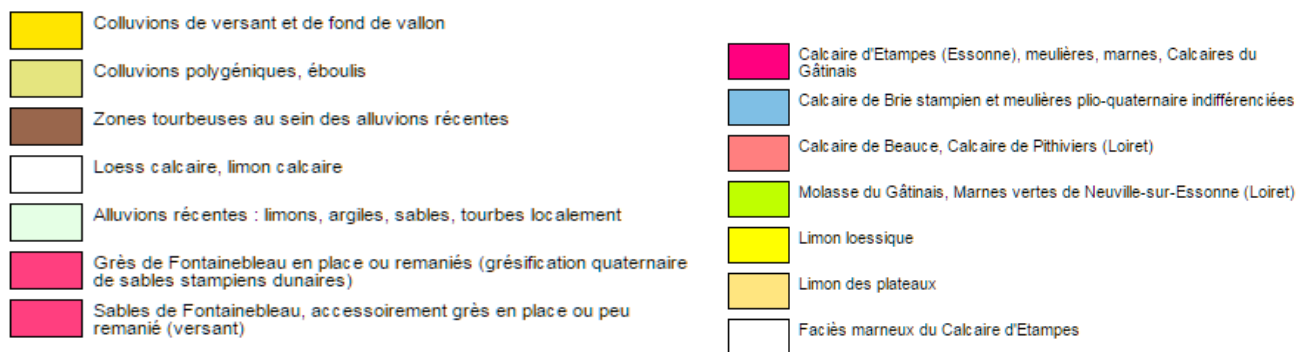 Colluvions de versant et de fond de vallon
Colluvions polygéniques, éboulis
Zones tourbeuses au sein des alluvions récentes
Loess calcaire, limon calcaire
Alluvions récentes : limons, argiles, sables, tourbes localement
Grès de Fontainebleau en place ou remaniés (grésification quaternaire
de sables stampiens dunaires)
Sables de Fontainebleau, accessoirement grès en place ou peu
remanié (versant)
Calcaire d'Etampes (Essonne), meulières, marnes, Calcaires du
Gâtinais
Calcaire de Brie stampien et meulières plio-quaternaire indifférenciées
Calcaire de Beauce, Calcaire de Pithiviers (Loiret)
Molasse du Gâtinais, Marnes vertes de Neuville-sur-Essonne (Loiret)
Limon loessique
Limon des plateaux
Faciès marneux du Calcaire d'Etampes